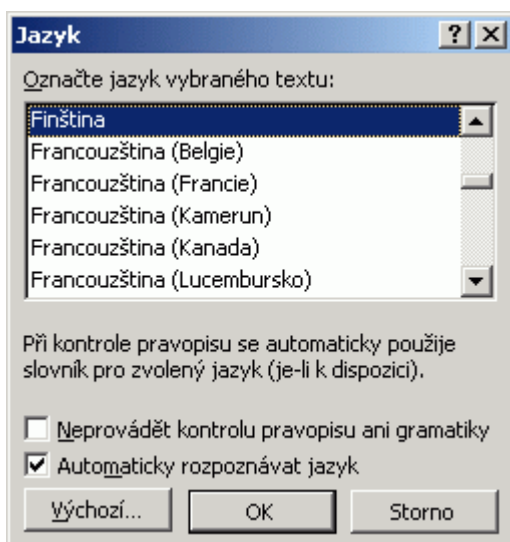 Jazyk
Označte jazyk vybraného textu:
Finština
Francouzština (Belgie)
Francouzština (Francie)
Francouzština (Kamerun)
Francouzština (Kanada)
Francouzština (Lucembursko)
Při kontrole pravopisu se automaticky použije
slovník pro zvolený jazyk (je-li k dispozici).
Neprovádět kontrolu pravopisu ani gramatiky
Automaticky rozpoznávat jazyk
Výchozí... OK Storno